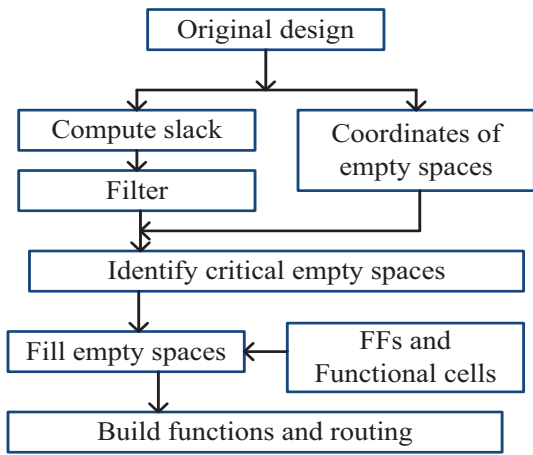 Original design
Compute slack
Coordinates of
empty spaces
Filter
Identify critical empty spaces
Fill empty spaces
FFs and
Functional cells
Build functions and routing